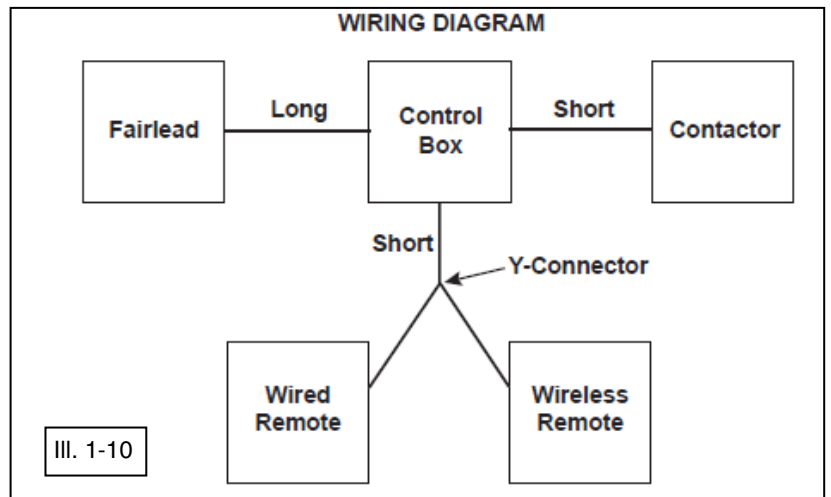 WIRING DIAGRAM
Fairlead
Long
Control
Box
Short
Contactor
Short
Y-Connector
Wired
Remote
Wireless
Remote
Ill. 1-10